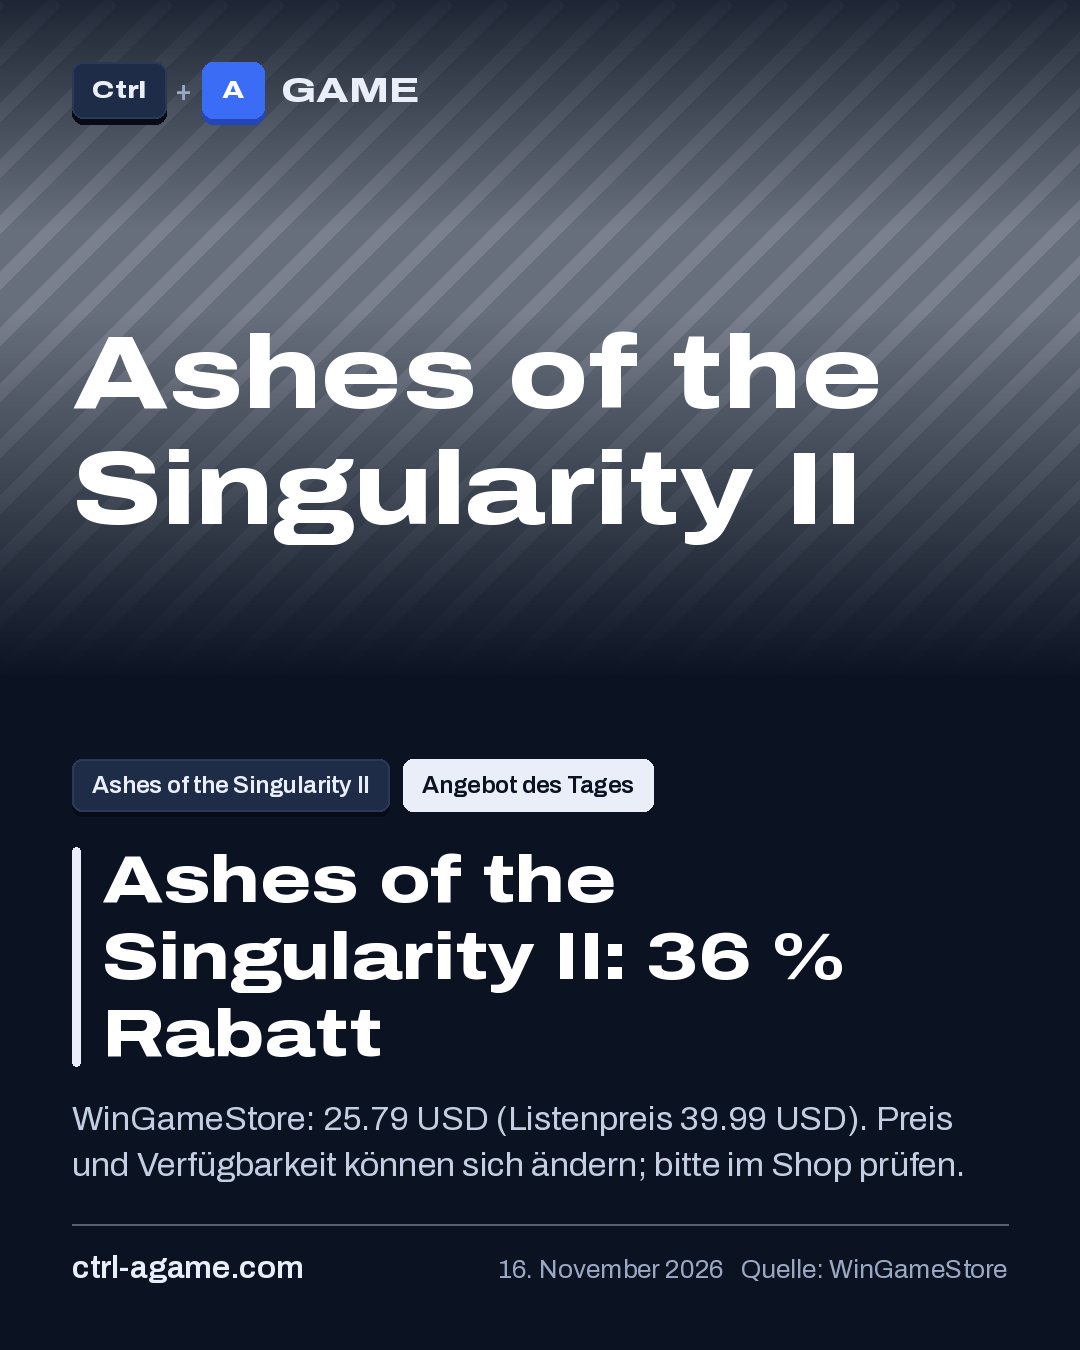 Ctrl + A GAME
Ashes of the
Singularity II
Ashes of the Singularity II
Angebot des Tages
Ashes of the
Singularity II: 36 %
Rabatt
WinGameStore: 25.79 USD (Listenpreis 39.99 USD). Preis
und Verfügbarkeit können sich ändern; bitte im Shop prüfen.
ctrl-agame.com
16. November 2026 Quelle: WinGameStore